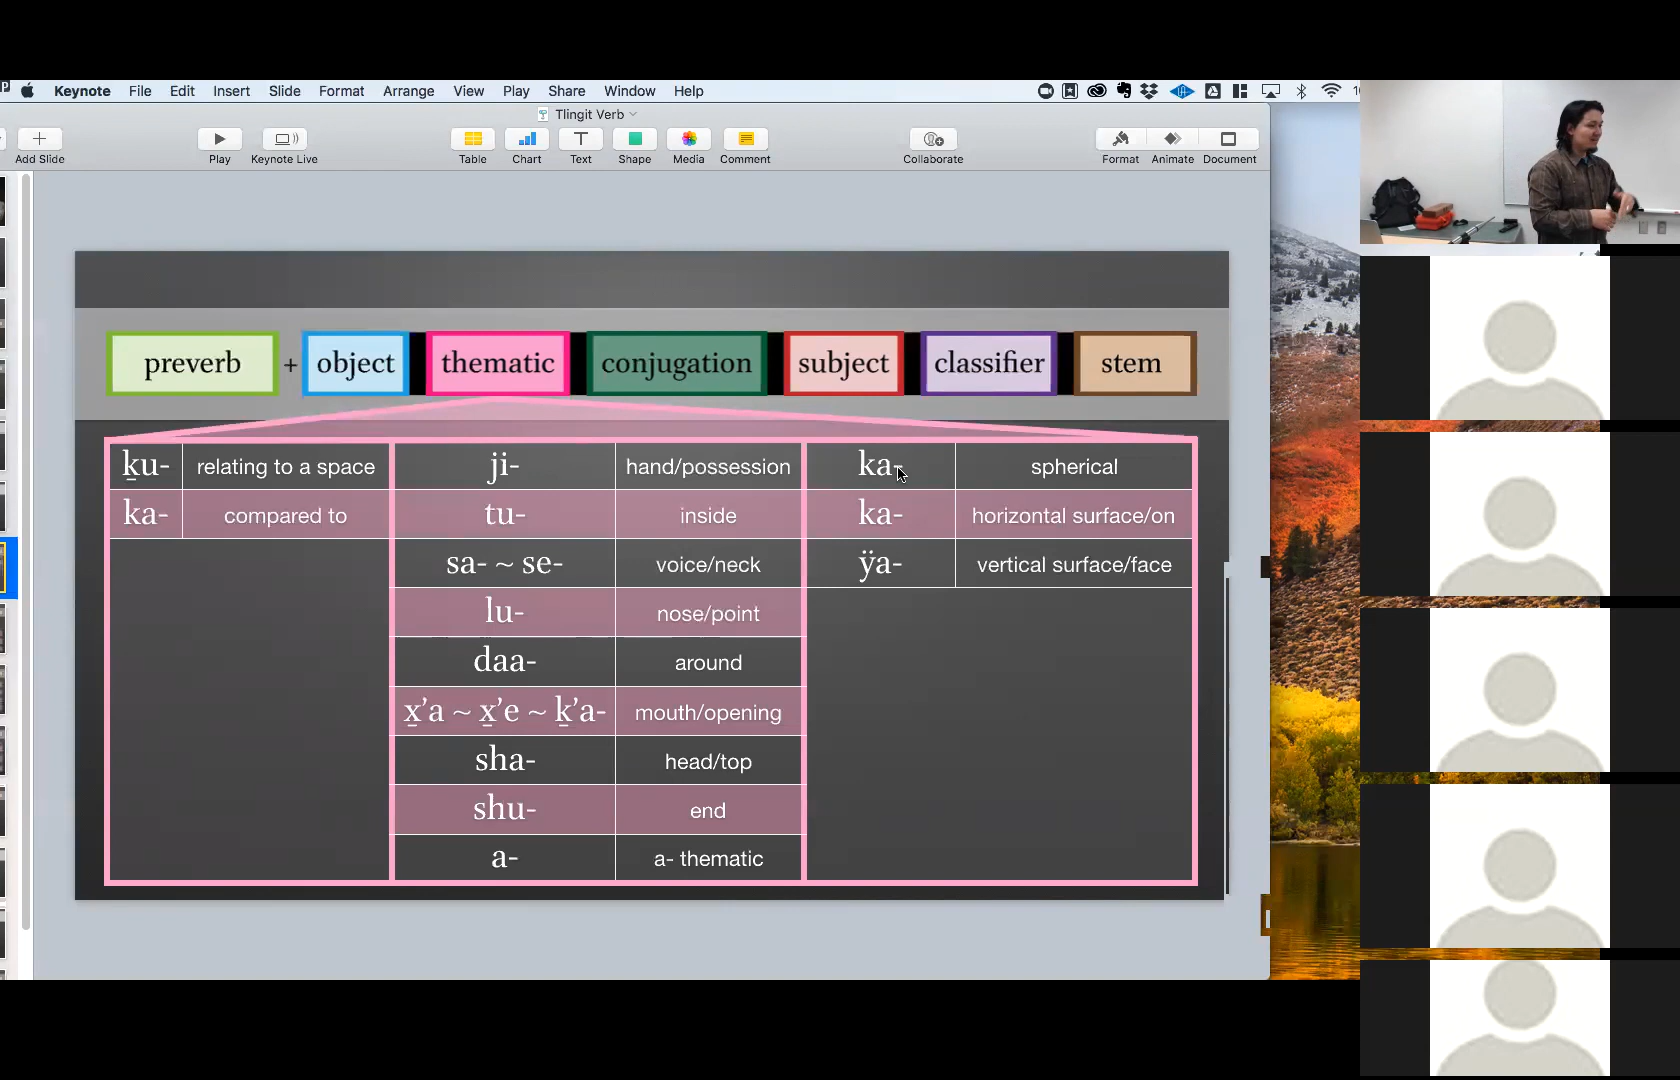 Keynote File Edit Insert Slide Format Arrange View Play Share Window Help
Tlingit Verb
Add Slide Play Keynote Live Table Chart Text Shape Media Comment Collaborate Format Animate Document
preverb + object thematic conjugation subject classifier stem
ḵu- relating to a space ji- hand/possession ka- spherical
ka- compared to tu- inside ka- horizontal surface/on
sa- ~ se- voice/neck ÿa- vertical surface/face
lu- nose/point
daa- around
x̱’a ~ x̱’e ~ ḵ’a- mouth/opening
sha- head/top
shu- end
a- a- thematic